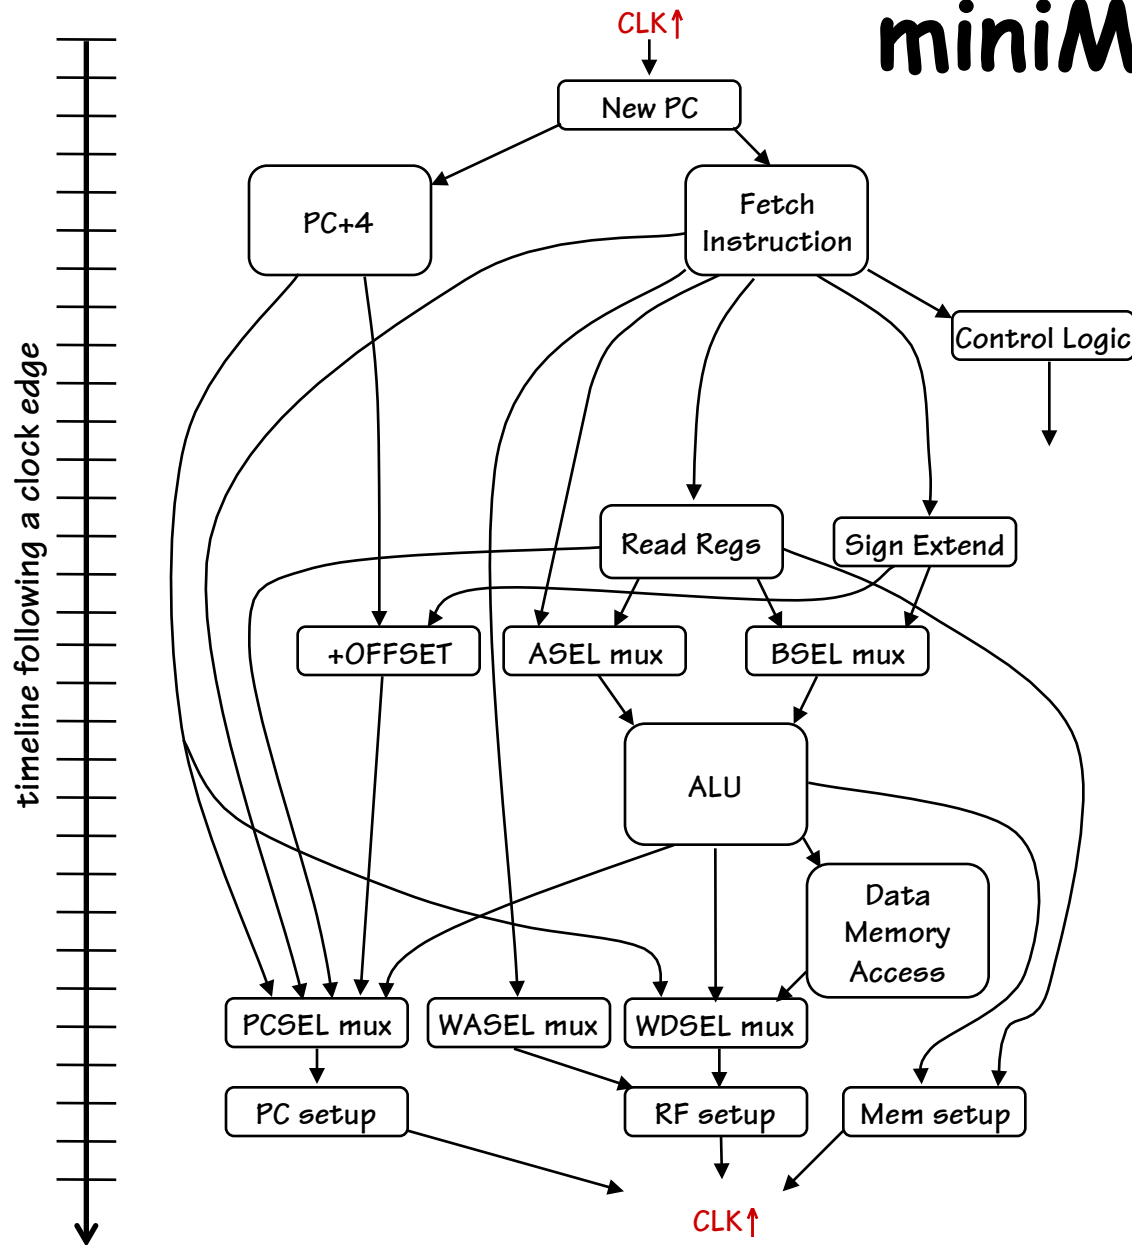 CLK↑
miniM
New PC
PC+4
Fetch
Instruction
Control Logic
timeline following a clock edge
Read Regs
Sign Extend
+OFFSET
ASEL mux
BSEL mux
ALU
Data
Memory
Access
PCSEL mux
WASEL mux
WDSEL mux
PC setup
RF setup
Mem setup
CLK↑